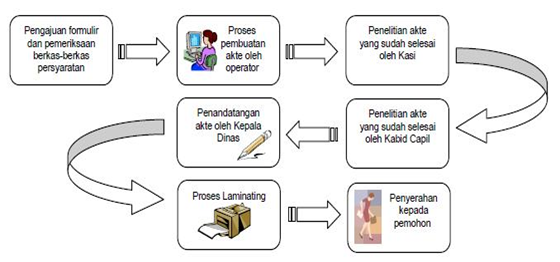 Pengajuan formulir
dan pemeriksaan
berkas-berkas
persyaratan
Proses
pembuatan
akte oleh
operator
Penelitian akte
yang sudah selesai
oleh Kasi
Penelitian akte
yang sudah selesai
oleh Kabid Capil
Penandatangan
akte oleh Kepala
Dinas
Proses Laminating
Penyerahan
kepada
pemohon